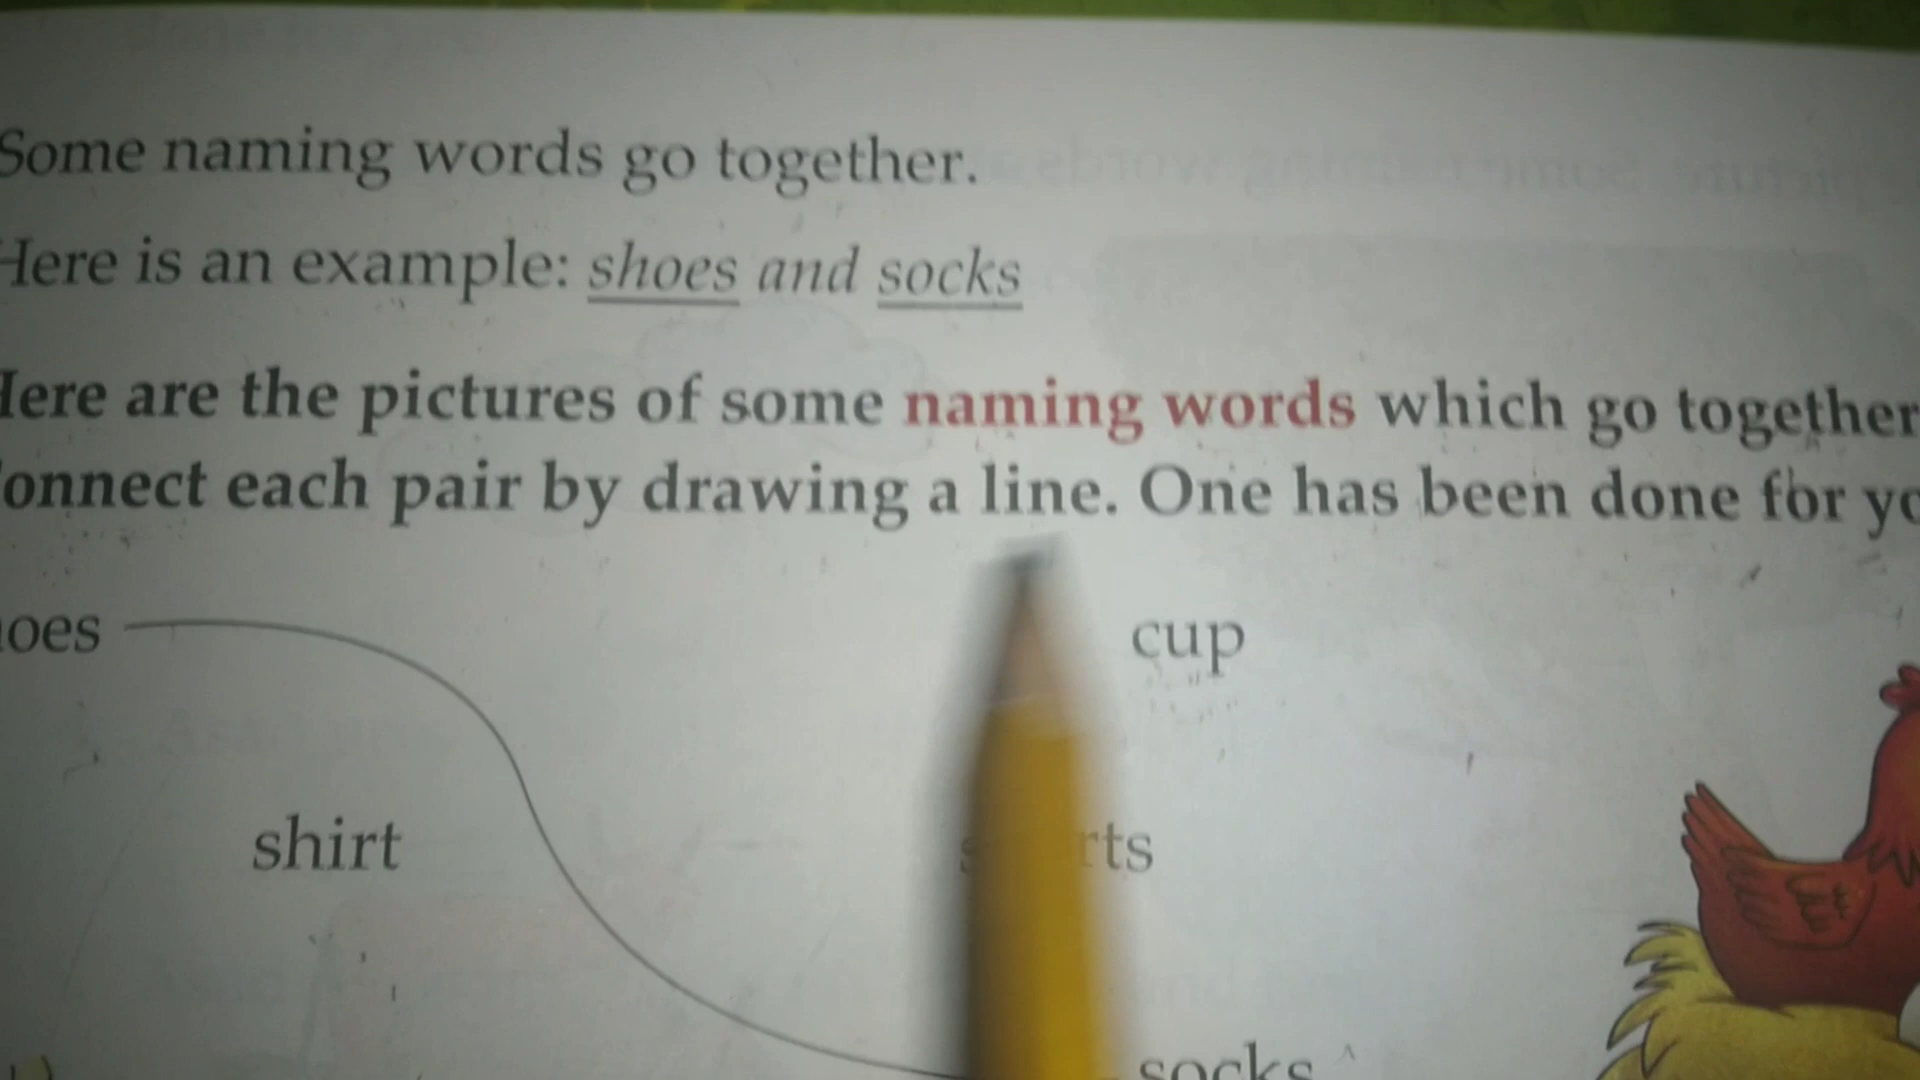 Some naming words go together.
Here is an example: shoes and socks
Here are the pictures of some naming words which go together
onnect each pair by drawing a line. One has been done for yo
oes
cup
shirt
rts
socks